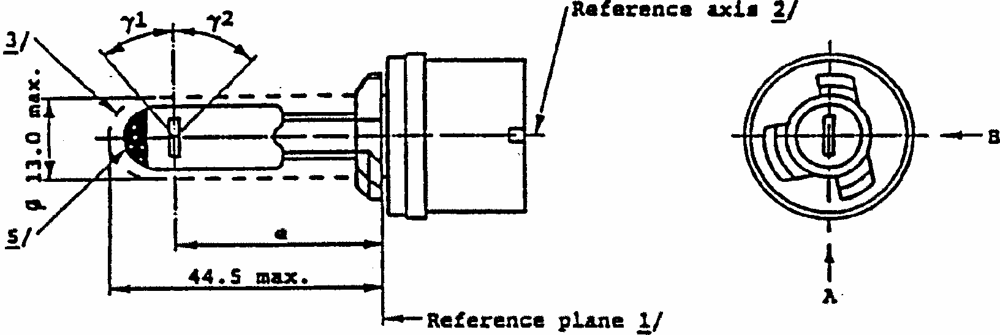 Reference axis 2/
γ1
γ2
3/
ø 13.0 max.
B
5/
e
44.5 max.
A
Reference plane 1/